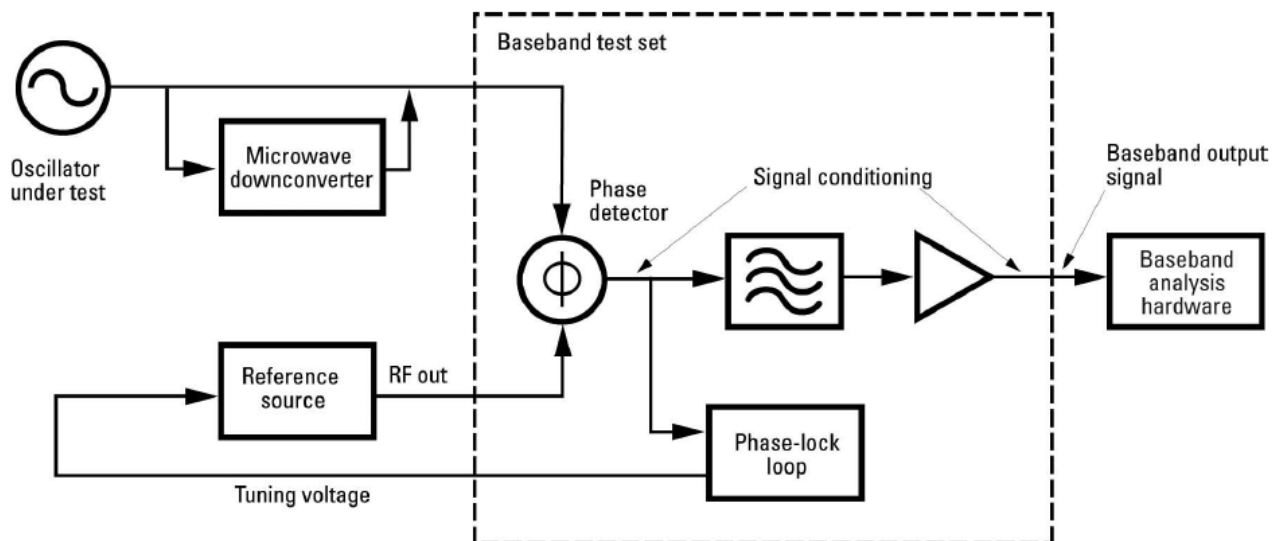 Baseband test set
Oscillator
under test
Microwave
downconverter
Phase
detector
Signal conditioning
Baseband output
signal
Baseband
analysis
hardware
Reference
source
RF out
Phase-lock
loop
Tuning voltage